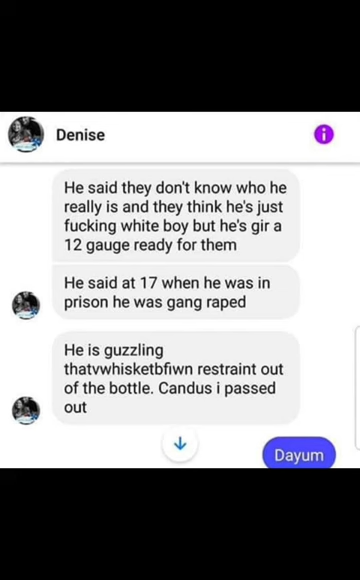 Denise
He said they don't know who he
really is and they think he's just
fucking white boy but he's gir a
12 gauge ready for them
He said at 17 when he was in
prison he was gang raped
He is guzzling
thatvwhisketbfiwn restraint out
of the bottle. Candus i passed
out
Dayum